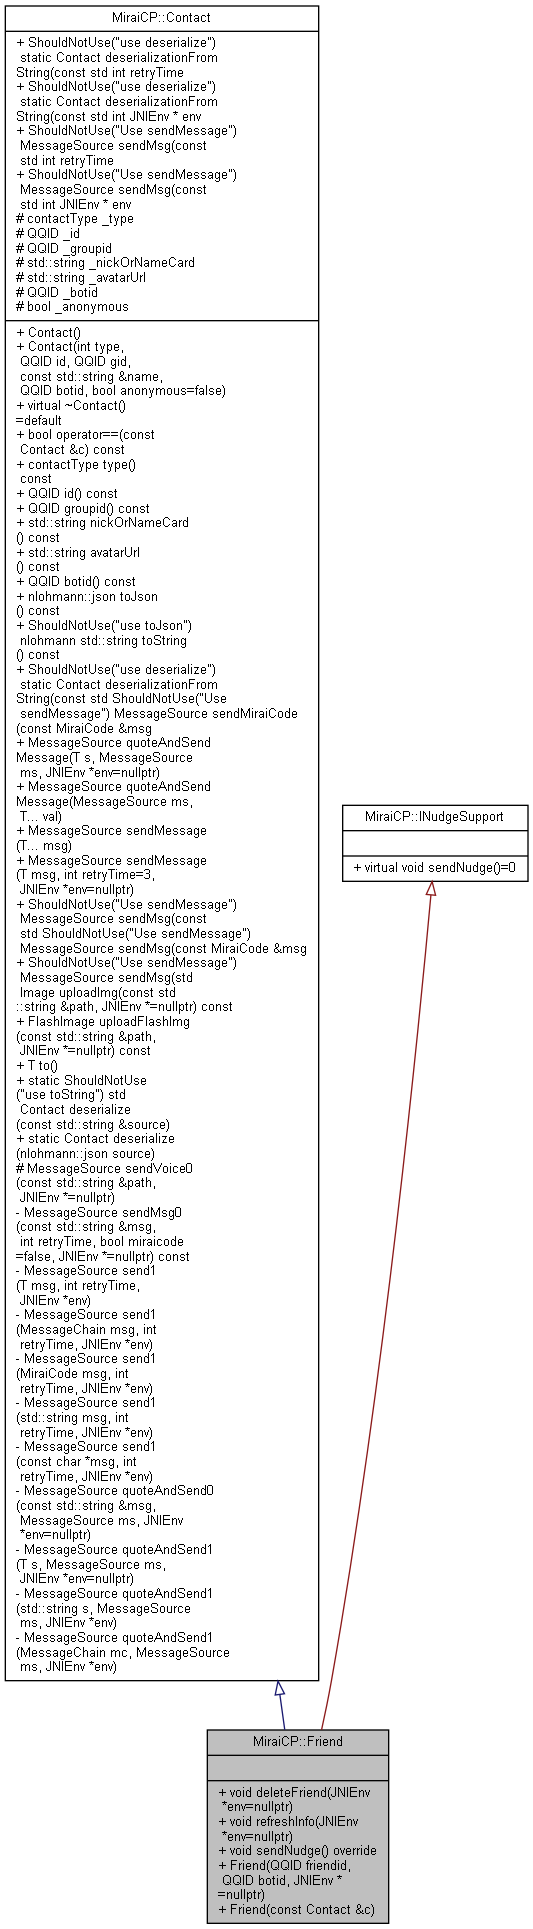 MiraiCP::Contact
+ ShouldNotUse("use deserialize")
static Contact deserializationFrom
String(const std int retryTime
+ ShouldNotUse("use deserialize")
static Contact deserializationFrom
String(const std int JNIEnv * env
+ ShouldNotUse("Use sendMessage")
MessageSource sendMsg(const
std int retryTime
+ ShouldNotUse("Use sendMessage")
MessageSource sendMsg(const
std int JNIEnv * env
# contactType _type
# QQID _id
# QQID _groupid
# std::string _nickOrNameCard
# std::string _avatarUrl
# QQID _botid
# bool _anonymous
+ Contact()
+ Contact(int type,
QQID id, QQID gid,
const std::string &name,
QQID botid, bool anonymous=false)
+ virtual ~Contact()
=default
+ bool operator==(const
Contact &c) const
+ contactType type()
const
+ QQID id() const
+ QQID groupid() const
+ std::string nickOrNameCard
() const
+ std::string avatarUrl
() const
+ QQID botid() const
+ nlohmann::json toJson
() const
+ ShouldNotUse("use toJson")
nlohmann std::string toString
() const
+ ShouldNotUse("use deserialize")
static Contact deserializationFrom
String(const std ShouldNotUse("Use
sendMessage") MessageSource sendMiraiCode
(const MiraiCode &msg
+ MessageSource quoteAndSend
Message(T s, MessageSource
ms, JNIEnv *env=nullptr)
+ MessageSource quoteAndSend
Message(MessageSource ms,
T... val)
+ MessageSource sendMessage
(T... msg)
+ MessageSource sendMessage
(T msg, int retryTime=3,
JNIEnv *env=nullptr)
+ ShouldNotUse("Use sendMessage")
MessageSource sendMsg(const
std ShouldNotUse("Use sendMessage")
MessageSource sendMsg(const MiraiCode &msg
+ ShouldNotUse("Use sendMessage")
MessageSource sendMsg(std
Image uploadImg(const std
::string &path, JNIEnv *=nullptr) const
+ FlashImage uploadFlashImg
(const std::string &path,
JNIEnv *=nullptr) const
+ T to()
+ static ShouldNotUse
("use toString") std
Contact deserialize
(const std::string &source)
+ static Contact deserialize
(nlohmann::json source)
# MessageSource sendVoice0
(const std::string &path,
JNIEnv *=nullptr)
- MessageSource sendMsg0
(const std::string &msg,
int retryTime, bool miraicode
=false, JNIEnv *=nullptr) const
- MessageSource send1
(T msg, int retryTime,
JNIEnv *env)
- MessageSource send1
(MessageChain msg, int
retryTime, JNIEnv *env)
- MessageSource send1
(MiraiCode msg, int
retryTime, JNIEnv *env)
- MessageSource send1
(std::string msg, int
retryTime, JNIEnv *env)
- MessageSource send1
(const char *msg, int
retryTime, JNIEnv *env)
- MessageSource quoteAndSend0
(const std::string &msg,
MessageSource ms, JNIEnv
*env=nullptr)
- MessageSource quoteAndSend1
(T s, MessageSource ms,
JNIEnv *env=nullptr)
- MessageSource quoteAndSend1
(std::string s, MessageSource
ms, JNIEnv *env)
- MessageSource quoteAndSend1
(MessageChain mc, MessageSource
ms, JNIEnv *env)
MiraiCP::INudgeSupport
+ virtual void sendNudge()=0
MiraiCP::Friend
+ void deleteFriend(JNIEnv
*env=nullptr)
+ void refreshInfo(JNIEnv
*env=nullptr)
+ void sendNudge() override
+ Friend(QQID friendid,
QQID botid, JNIEnv *
=nullptr)
+ Friend(const Contact &c)